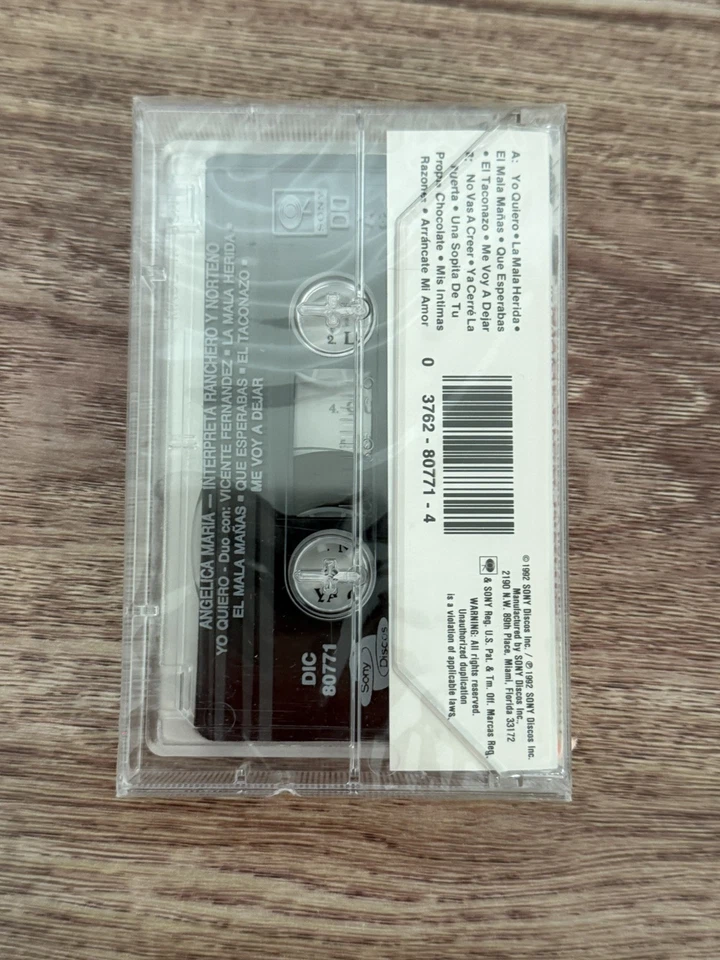 A: Yo Quiero • La Mala Herida •
El Mala Mañas • Que Esperabas
• El Taconazo • Me Voy A Dejar
B: No Vas A Creer • Ya Cerré La
Puerta • Una Sopita De Tu
Propio Chocolate • Mis Intimas
Razones • Arráncate Mi Amor
0 3762 - 80771 - 4
©1992 SONY Discos Inc. / ℗ 1992 SONY Discos Inc.
Manufactured by SONY Discos Inc.,
2190 N.W. 89th Place, Miami, Florida 33172
& SONY Reg. U.S. Pat. & Tm. Off. Marcas Reg.
WARNING: All rights reserved.
Unauthorized duplication
is a violation of applicable laws.
Sony
Discos
DIC
80771
ANGELICA MARIA — INTERPRETA RANCHERO Y NORTEÑO
YO QUIERO - Duo con: VICENTE FERNANDEZ ▪ LA MALA HERIDA
EL MALA MAÑAS ▪ QUE ESPERABAS ▪ EL TACONAZO ▪
ME VOY A DEJAR